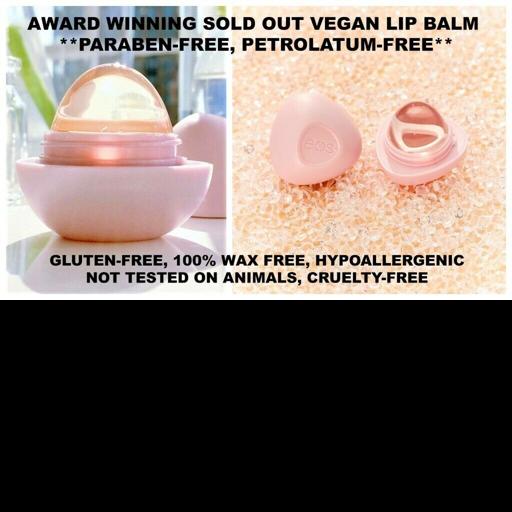 AWARD WINNING SOLD OUT VEGAN LIP BALM
**PARABEN-FREE, PETROLATUM-FREE**
eos
GLUTEN-FREE, 100% WAX FREE, HYPOALLERGENIC
NOT TESTED ON ANIMALS, CRUELTY-FREE